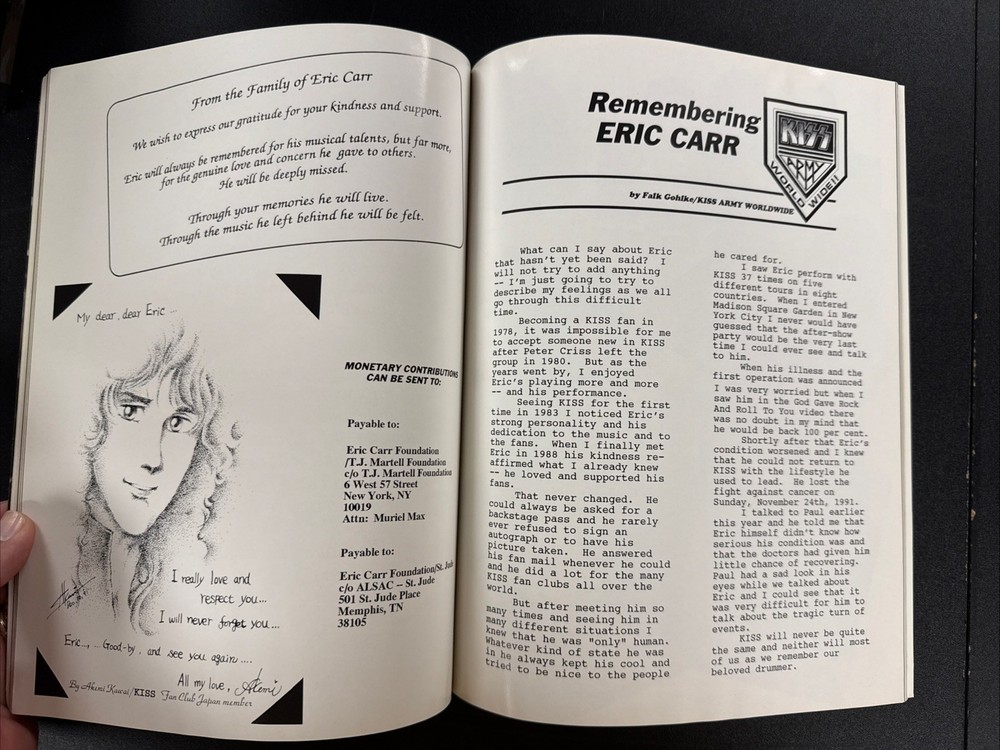 From the Family of Eric Carr
We wish to express our gratitude for your kindness and support.
Eric will always be remembered for his musical talents, but far more,
for the genuine love and concern he gave to others.
He will be deeply missed.
Through your memories he will live.
Through the music he left behind he will be felt.
My dear, dear Eric ...
I really love and
respect you...
I will never forget you...
Eric..., ... Good-by, and see you again ....
All my love, Akemi
By Akemi Kawai/KISS Fan Club Japan member
MONETARY CONTRIBUTIONS
CAN BE SENT TO:
Payable to:
Eric Carr Foundation
/T.J. Martell Foundation
c/o T.J. Martell Foundation
6 West 57 Street
New York, NY
10019
Attn: Muriel Max
Payable to:
Eric Carr Foundation/St. Jude
c/o ALSAC -- St. Jude
501 St. Jude Place
Memphis, TN
38105
Remembering
ERIC CARR
KISS
ARMY
WORLD WIDE!!
by Falk Gohlke/KISS ARMY WORLDWIDE
What can I say about Eric
that hasn't yet been said? I
will not try to add anything
-- I'm just going to try to
describe my feelings as we all
go through this difficult
time.
Becoming a KISS fan in
1978, it was impossible for me
to accept someone new in KISS
after Peter Criss left the
group in 1980. But as the
years went by, I enjoyed
Eric's playing more and more
-- and his performance.
Seeing KISS for the first
time in 1983 I noticed Eric's
strong personality and his
dedication to the music and to
the fans. When I finally met
Eric in 1988 his kindness re-
affirmed what I already knew
-- he loved and supported his
fans.
That never changed. He
could always be asked for a
backstage pass and he rarely
ever refused to sign an
autograph or to have his
picture taken. He answered
his fan mail whenever he could
and he did a lot for the many
KISS fan clubs all over the
world.
But after meeting him so
many times and seeing him in
many different situations I
knew that he was "only" human.
Whatever kind of state he was
in he always kept his cool and
tried to be nice to the people
he cared for.
I saw Eric perform with
KISS 37 times on five
different tours in eight
countries. When I entered
Madison Square Garden in New
York City I never would have
guessed that the after-show
party would be the very last
time I could ever see and talk
to him.
When his illness and the
first operation was announced
I was very worried but when I
saw him in the God Gave Rock
And Roll To You video there
was no doubt in my mind that
he would be back 100 per cent.
Shortly after that Eric's
condition worsened and I knew
that he could not return to
KISS with the lifestyle he
used to lead. He lost the
fight against cancer on
Sunday, November 24th, 1991.
I talked to Paul earlier
this year and he told me that
Eric himself didn't know how
serious his condition was and
that the doctors had given him
little chance of recovering.
Paul had a sad look in his
eyes while we talked about
Eric and I could see that it
was very difficult for him to
talk about the tragic turn of
events.
KISS will never be quite
the same and neither will most
of us as we remember our
beloved drummer.